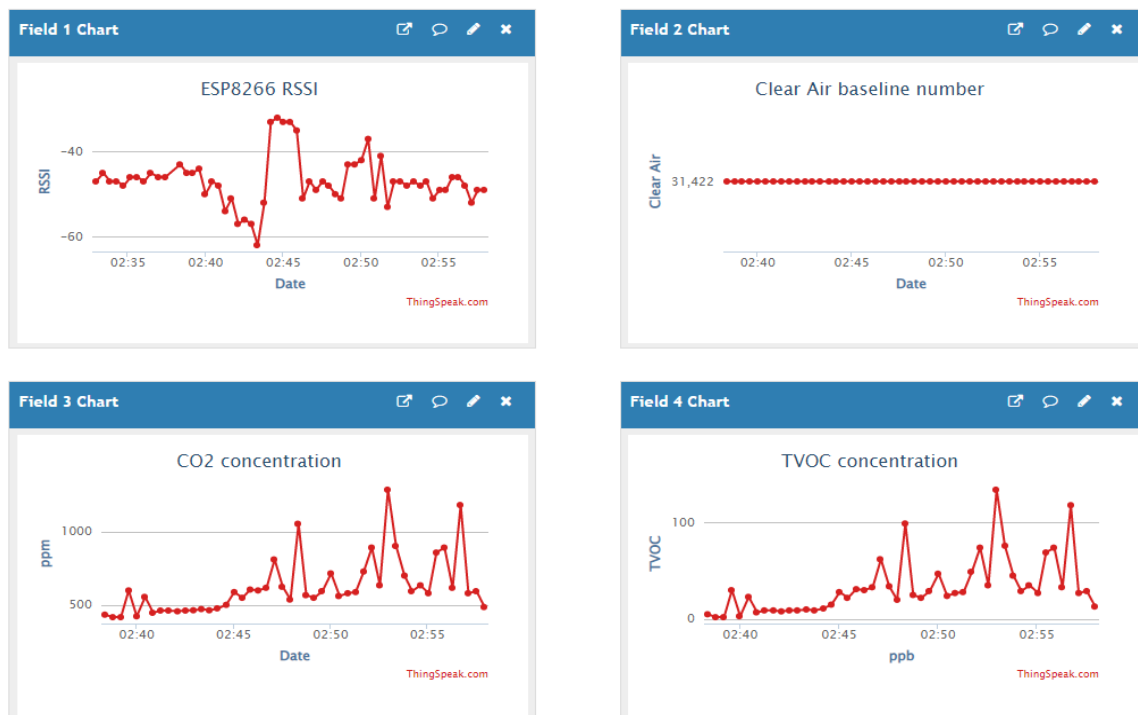 Field 1 Chart
ESP8266 RSSI
RSSI
-40
-60
02:35 02:40 02:45 02:50 02:55
Date
ThingSpeak.com
Field 2 Chart
Clear Air baseline number
Clear Air
31,422
02:40 02:45 02:50 02:55
Date
ThingSpeak.com
Field 3 Chart
CO2 concentration
ppm
1000
500
02:40 02:45 02:50 02:55
Date
ThingSpeak.com
Field 4 Chart
TVOC concentration
TVOC
100
0
02:40 02:45 02:50 02:55
ppb
ThingSpeak.com